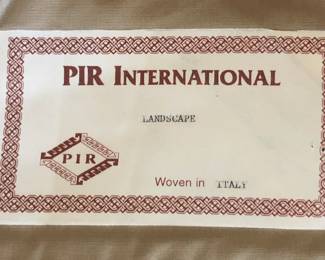 PIR INTERNATIONAL
LANDSCAPE
PIR
Woven in ITALY